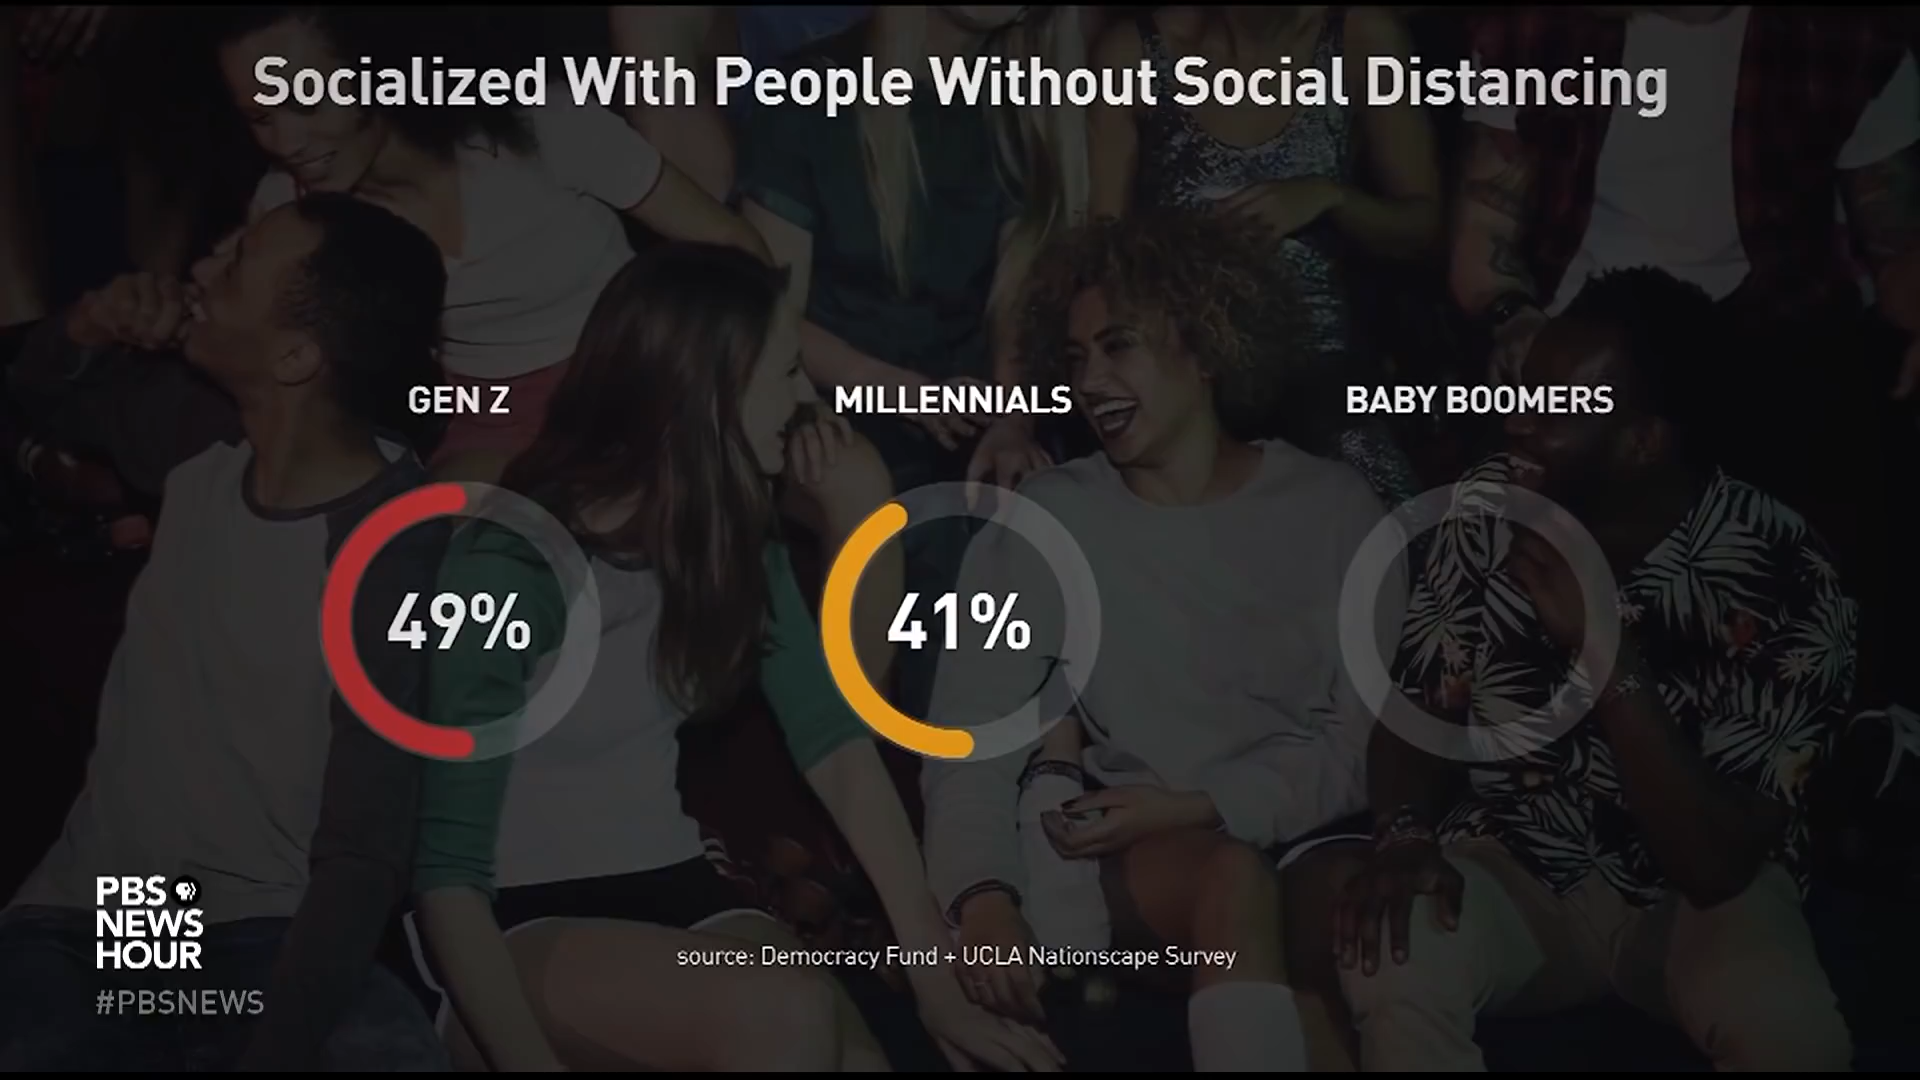 Socialized With People Without Social Distancing
GEN Z
MILLENNIALS
BABY BOOMERS
49%
41%
PBS
NEWS
HOUR
source: Democracy Fund + UCLA Nationscape Survey
#PBSNEWS